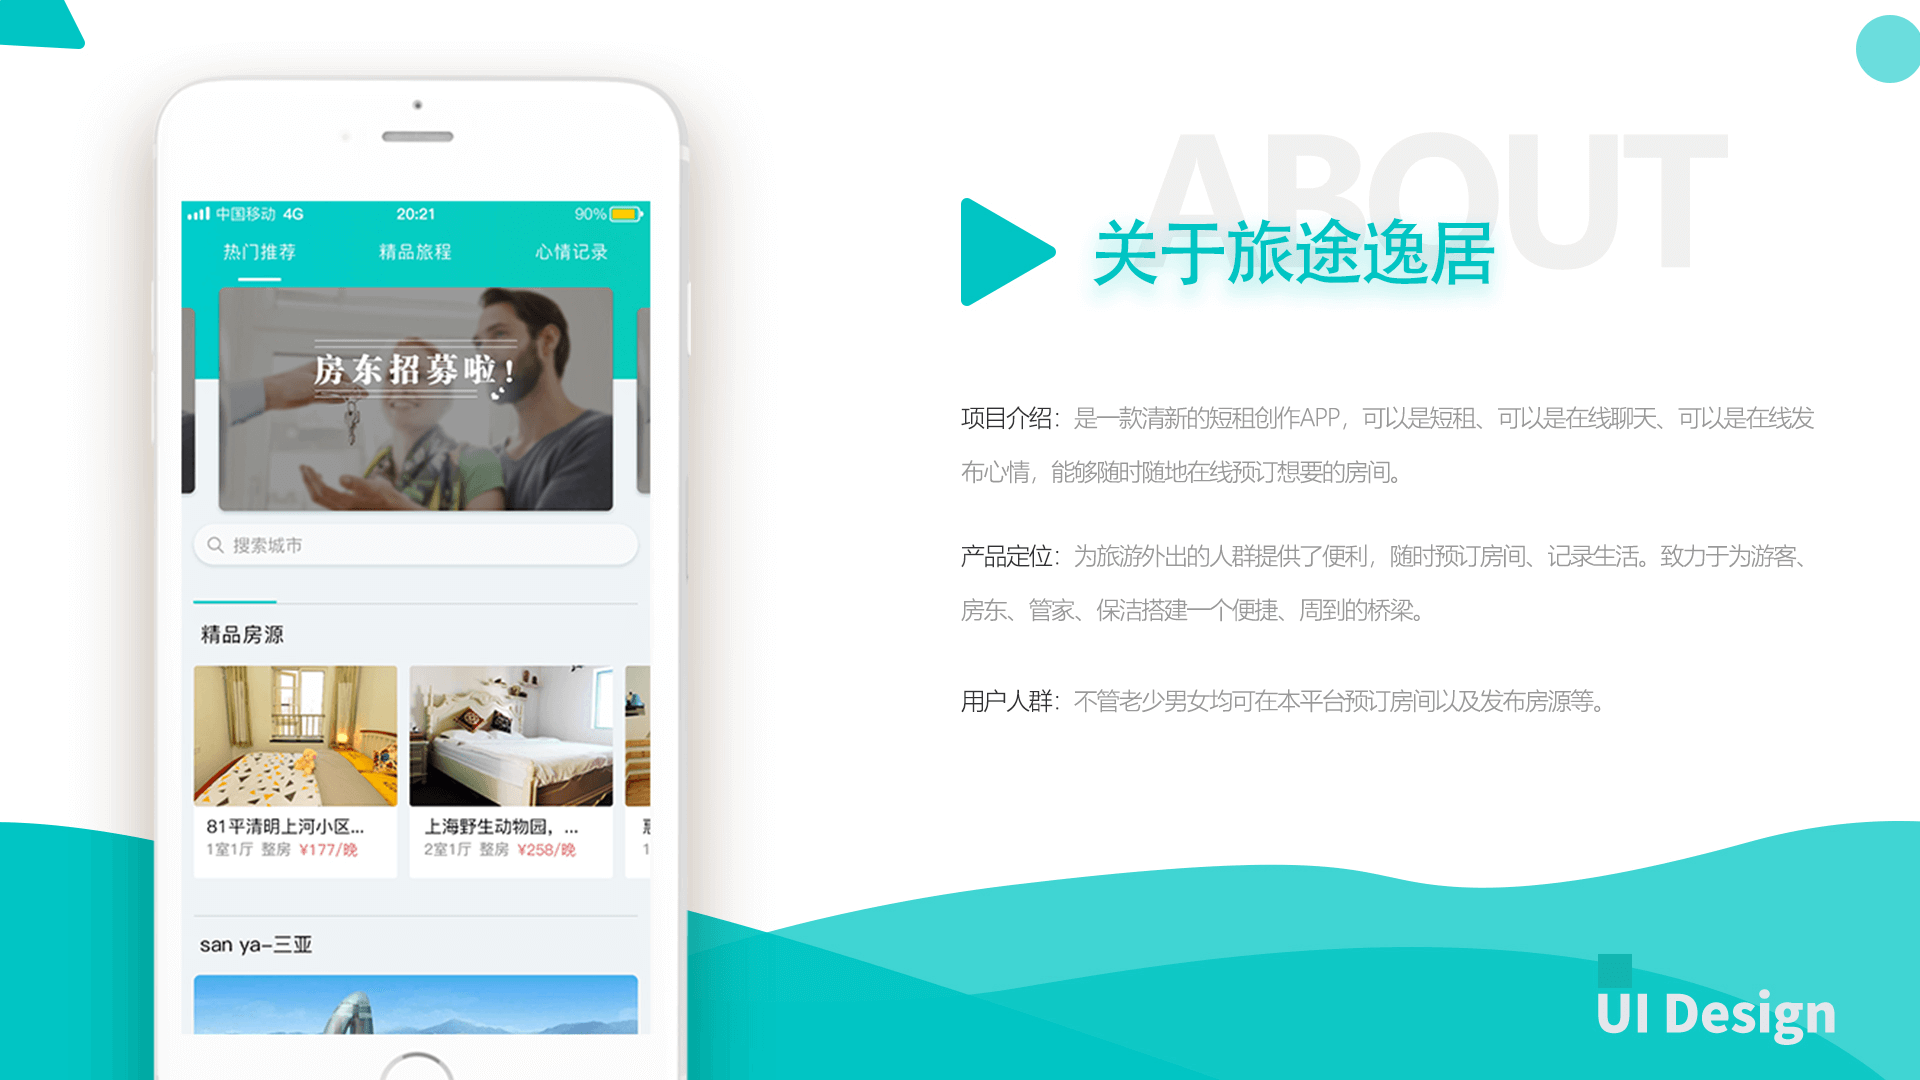 中国移动 4G 20:21 90%
热门推荐 精品旅程 心情记录
房东招募啦!
搜索城市
精品房源
81平清明上河小区...
1室1厅 整房 ¥177/晚
上海野生动物园，...
2室1厅 整房 ¥258/晚
san ya-三亚
ABOUT
关于旅途逸居
项目介绍：是一款清新的短租创作APP，可以是短租、可以是在线聊天、可以是在线发
布心情，能够随时随地在线预订想要的房间。
产品定位：为旅游外出的人群提供了便利，随时预订房间、记录生活。致力于为游客、
房东、管家、保洁搭建一个便捷、周到的桥梁。
用户人群：不管老少男女均可在本平台预订房间以及发布房源等。
UI Design